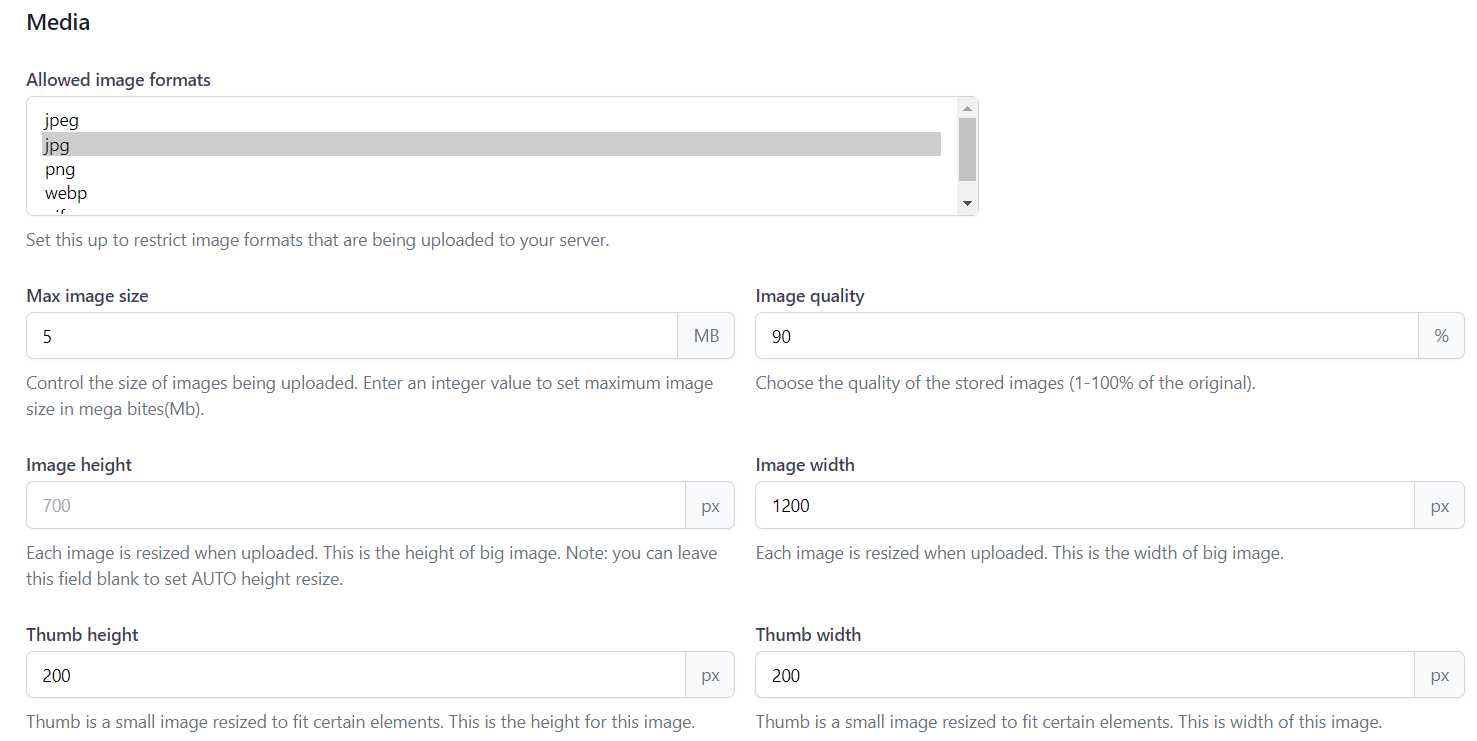 Media
Allowed image formats
jpeg
jpg
png
webp
Set this up to restrict image formats that are being uploaded to your server.
Max image size
5 MB
Control the size of images being uploaded. Enter an integer value to set maximum image
size in mega bites(Mb).
Image quality
90 %
Choose the quality of the stored images (1-100% of the original).
Image height
700 px
Each image is resized when uploaded. This is the height of big image. Note: you can leave
this field blank to set AUTO height resize.
Image width
1200 px
Each image is resized when uploaded. This is the width of big image.
Thumb height
200 px
Thumb is a small image resized to fit certain elements. This is the height for this image.
Thumb width
200 px
Thumb is a small image resized to fit certain elements. This is width of this image.